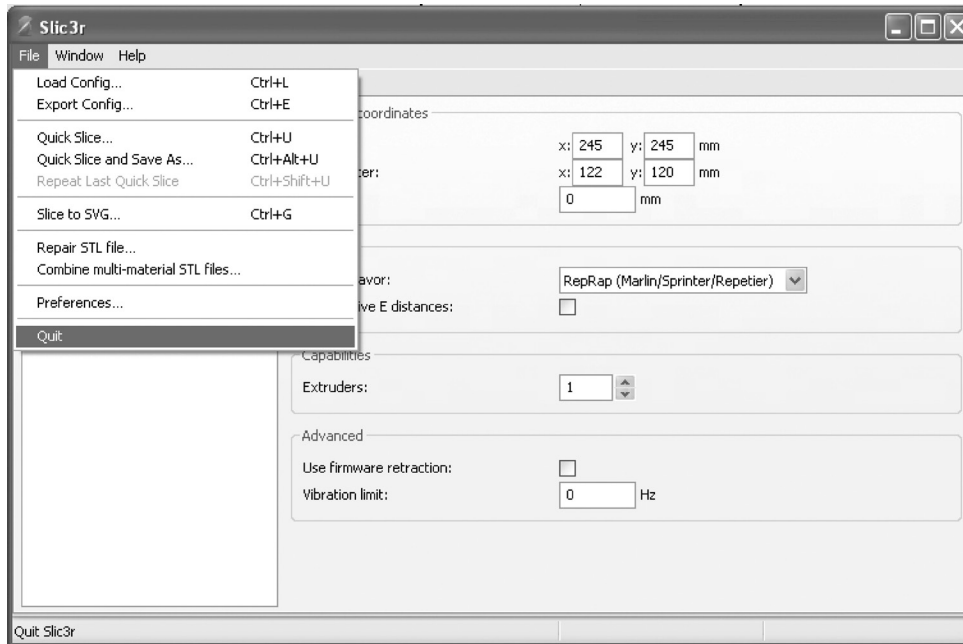 Slic3r
File Window Help
Load Config... Ctrl+L
Export Config... Ctrl+E
Quick Slice... Ctrl+U
Quick Slice and Save As... Ctrl+Alt+U
Repeat Last Quick Slice Ctrl+Shift+U
Slice to SVG... Ctrl+G
Repair STL file...
Combine multi-material STL files...
Preferences...
Quit
coordinates
x: 245 y: 245 mm
ter: x: 122 y: 120 mm
0 mm
avor: RepRap (Marlin/Sprinter/Repetier)
ive E distances:
Capabilities
Extruders: 1
Advanced
Use firmware retraction:
Vibration limit: 0 Hz
Quit Slic3r